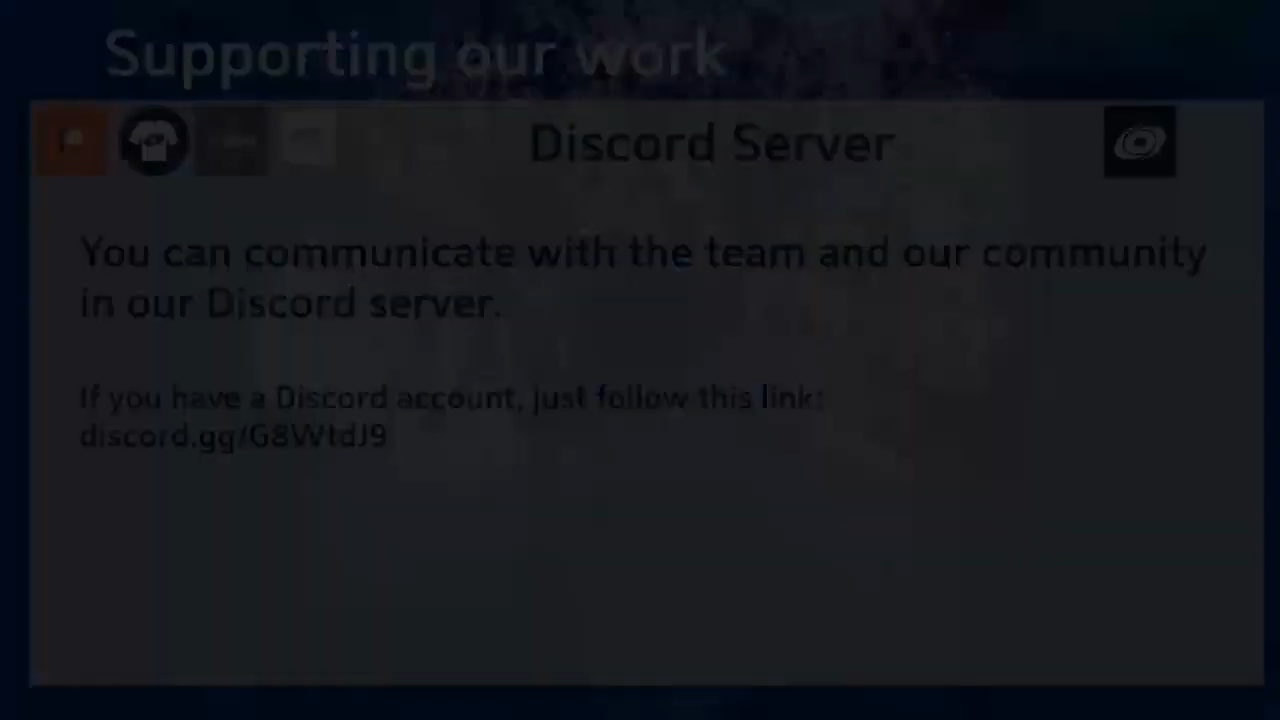 Supporting our work
Discord Server
You can communicate with the team and our community
in our Discord server.
If you have a Discord account, just follow this link:
discord.gg/G8WtdJ9